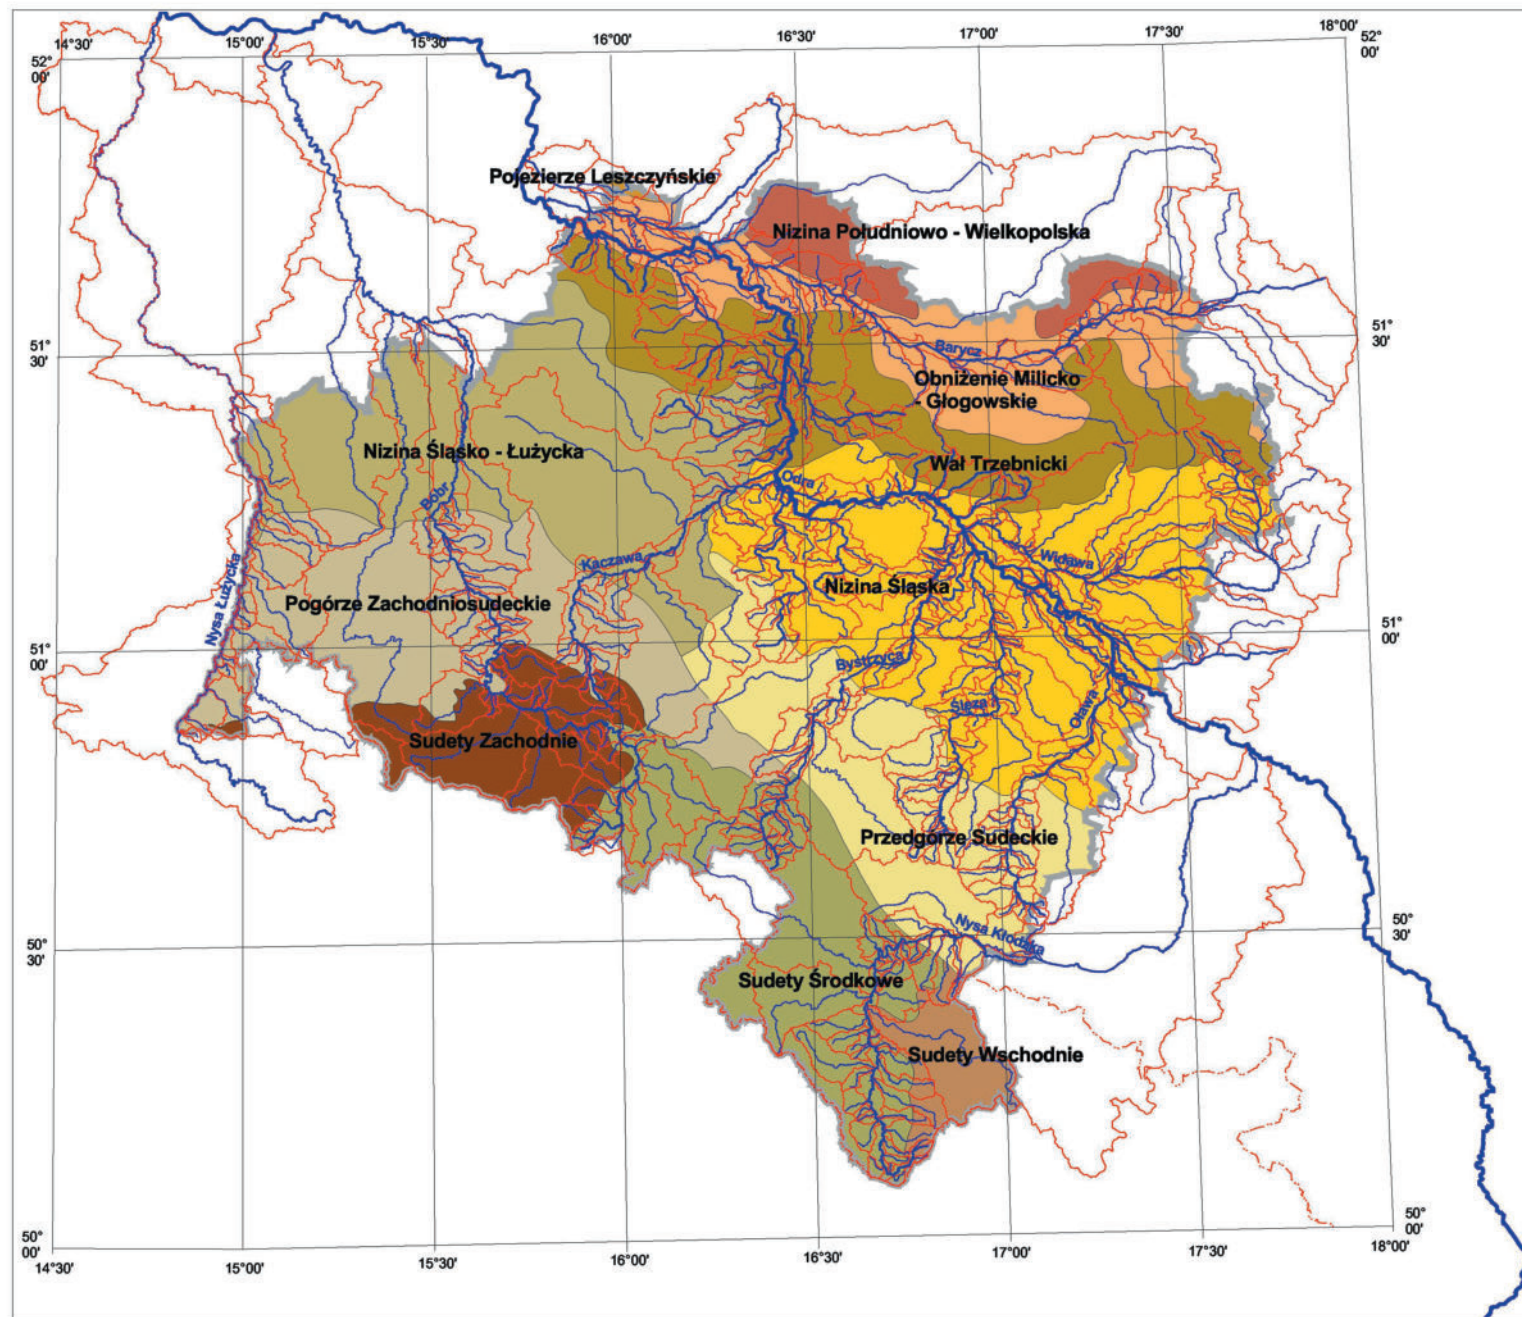 14°30'
15°00'
15°30'
16°00'
16°30'
17°00'
17°30'
18°00'
52°
00'
52°
00'
Pojezierze Leszczyńskie
Nizina Południowo - Wielkopolska
51°
30'
51°
30'
Barycz
Obniżenie Milicko
- Głogowskie
Nizina Śląsko - Łużycka
Wał Trzebnicki
Odra
Bóbr
Kaczawa
Widawa
Nysa Łużycka
Nizina Śląska
Pogórze Zachodniosudeckie
51°
00'
51°
00'
Bystrzyca
Ślęza
Oława
Sudety Zachodnie
Przedgórze Sudeckie
Nysa Kłodzka
50°
30'
50°
30'
Sudety Środkowe
Sudety Wschodnie
50°
00'
50°
00'
14°30'
15°00'
15°30'
16°00'
16°30'
17°00'
17°30'
18°00'